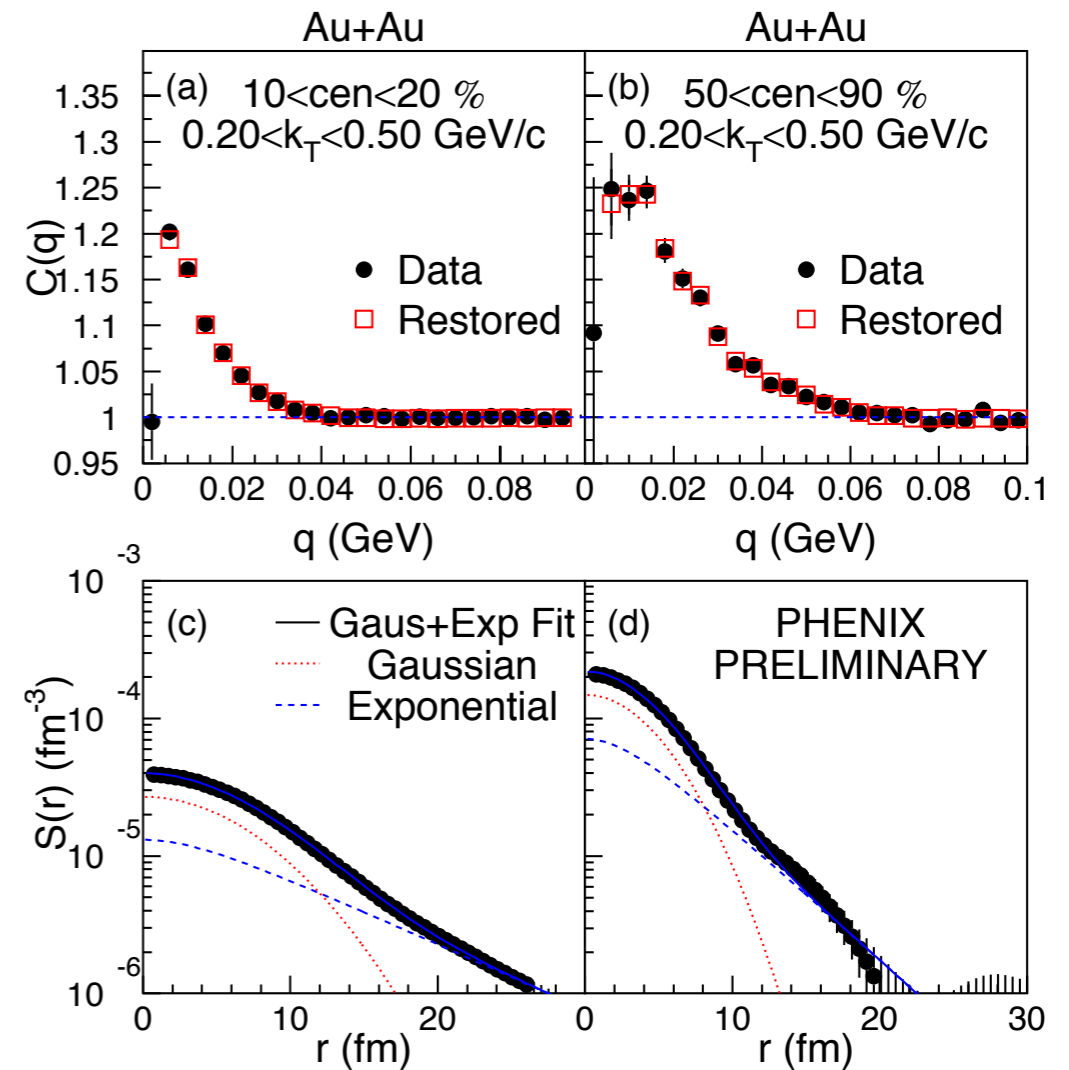 Au+Au
Au+Au
(a)
10<cen<20 %
0.20<k_T<0.50 GeV/c
(b)
50<cen<90 %
0.20<k_T<0.50 GeV/c
1.35
1.3
1.25
1.2
1.15
1.1
1.05
1
0.95
C(q)
Data
Restored
Data
Restored
0 0.02 0.04 0.06 0.08 0 0.02 0.04 0.06 0.08 0.1
q (GeV)
q (GeV)
10^-3
10^-4
10^-5
10^-6
S(r) (fm^-3)
(c)
Gaus+Exp Fit
Gaussian
Exponential
(d)
PHENIX
PRELIMINARY
0 10 20 0 10 20 30
r (fm)
r (fm)